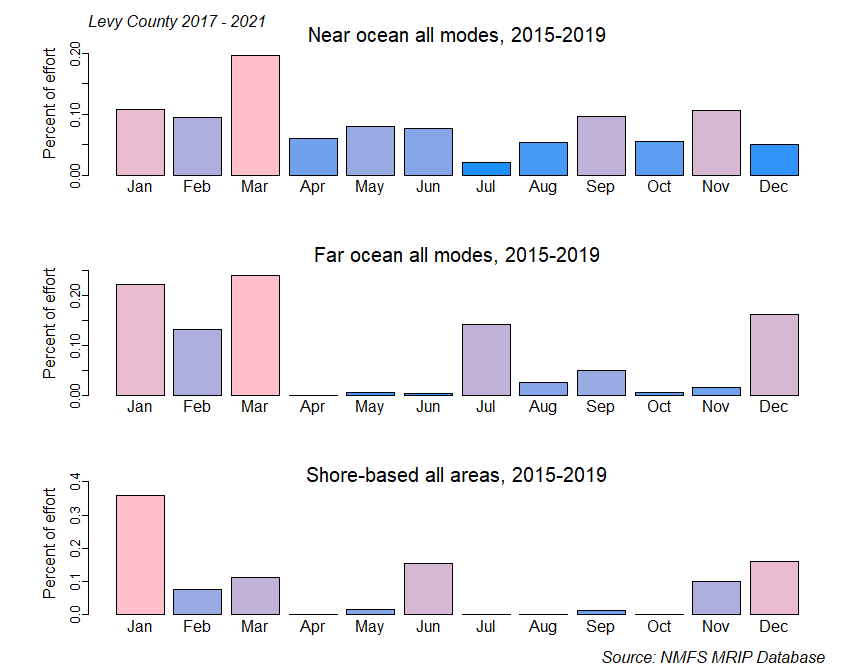 Levy County 2017 - 2021
Near ocean all modes, 2015-2019
Percent of effort
0.00 0.10 0.20
Jan Feb Mar Apr May Jun Jul Aug Sep Oct Nov Dec
Far ocean all modes, 2015-2019
Percent of effort
0.00 0.10 0.20
Jan Feb Mar Apr May Jun Jul Aug Sep Oct Nov Dec
Shore-based all areas, 2015-2019
Percent of effort
0.0 0.1 0.2 0.3 0.4
Jan Feb Mar Apr May Jun Jul Aug Sep Oct Nov Dec
Source: NMFS MRIP Database